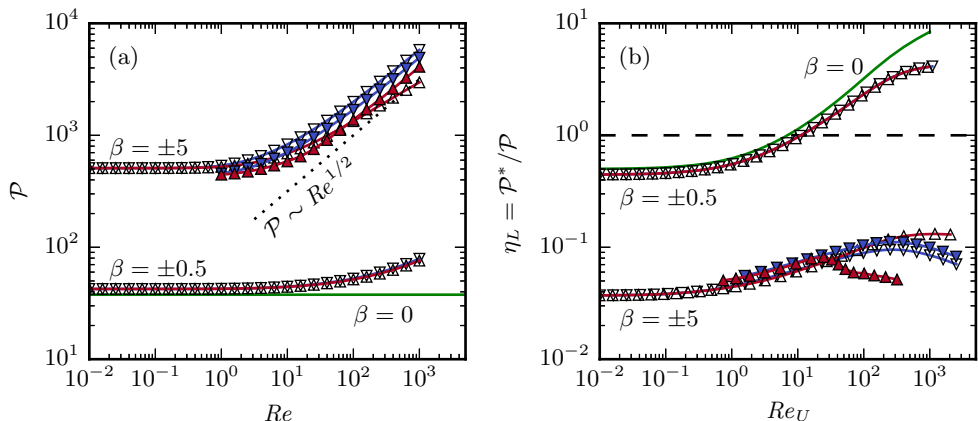 (a)
𝒫
10^4
10^3
10^2
10^1
β = ±5
𝒫 ∼ Re^{1/2}
β = ±0.5
β = 0
10^{−2} 10^{−1} 10^0 10^1 10^2 10^3
Re
(b)
η_L = 𝒫*/𝒫
10^1
10^0
10^{−1}
10^{−2}
β = 0
β = ±0.5
β = ±5
10^{−2} 10^{−1} 10^0 10^1 10^2 10^3
Re_U